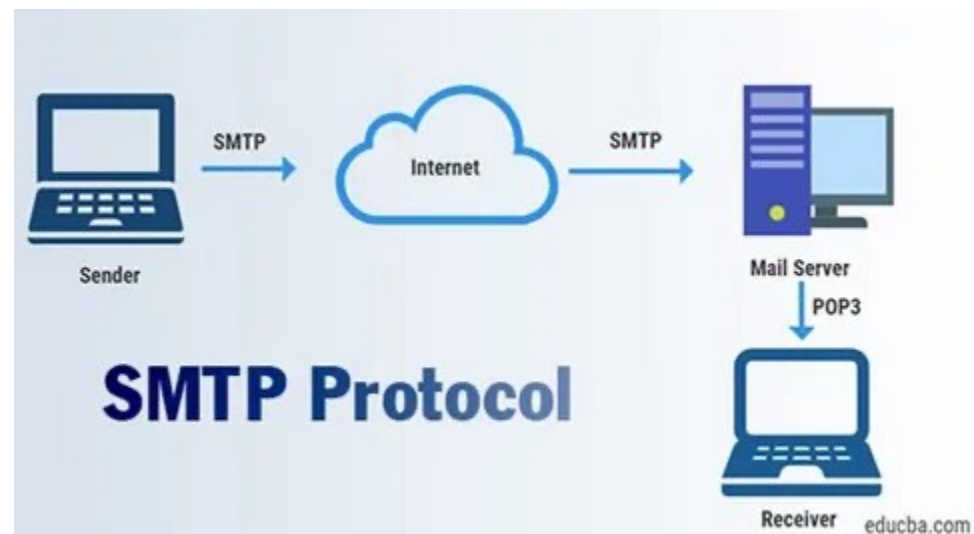 SMTP
SMTP
Internet
Sender
Mail Server
POP3
SMTP Protocol
Receiver
educba.com